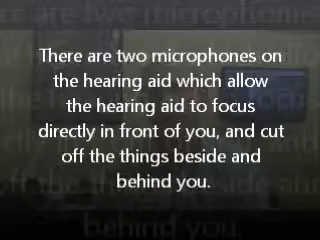 There are two microphones on
the hearing aid which allow
the hearing aid to focus
directly in front of you, and cut
off the things beside and
behind you.